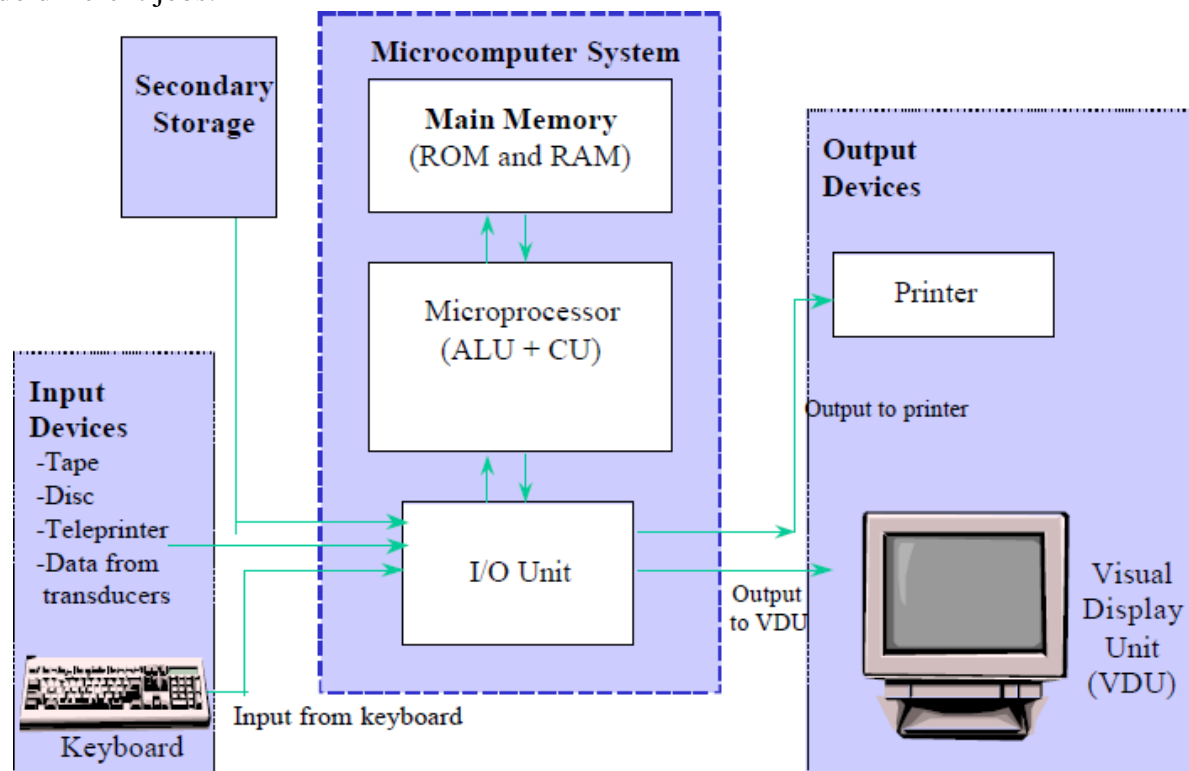 Microcomputer System
Secondary
Storage
Main Memory
(ROM and RAM)
Output
Devices
Microprocessor
(ALU + CU)
Printer
Input
Devices
-Tape
-Disc
-Teleprinter
-Data from
transducers
Output to printer
I/O Unit
Output
to VDU
Visual
Display
Unit
(VDU)
Input from keyboard
Keyboard